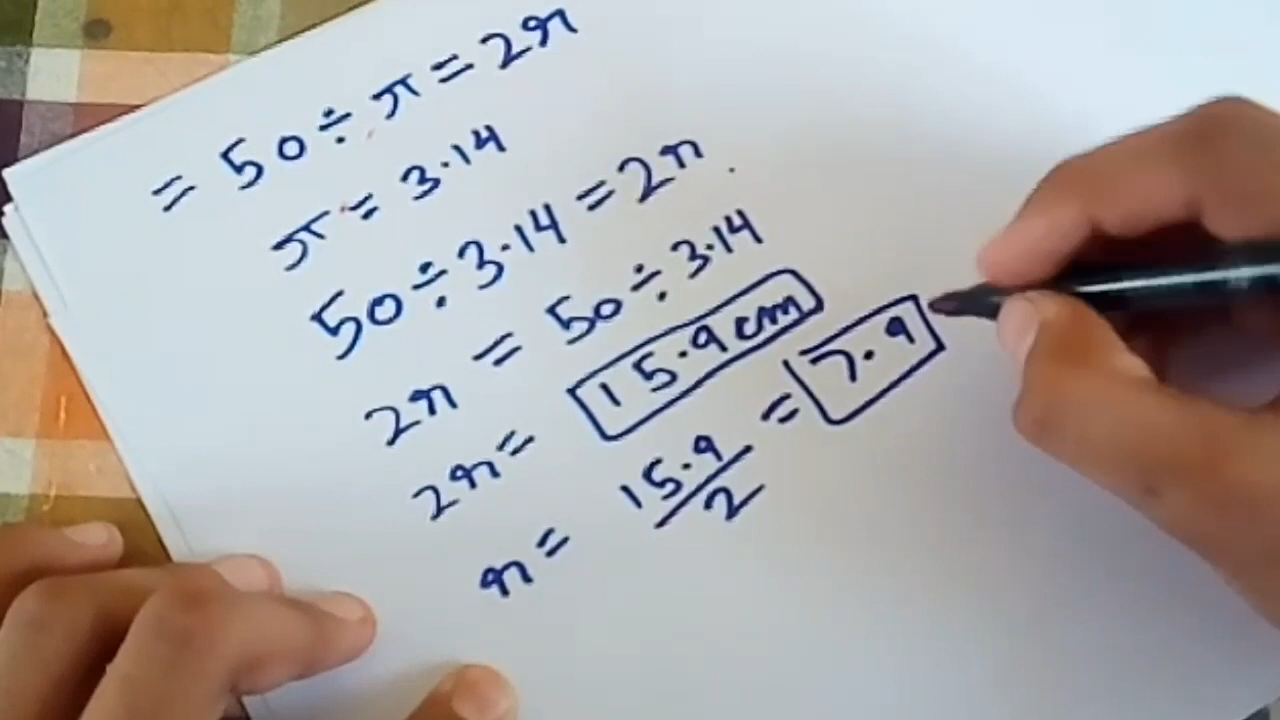 = 50 ÷ π = 2r
π = 3.14
50 ÷ 3.14 = 2r
2r = 50 ÷ 3.14
2r = 15.9 cm
r = 15.9/2 = 7.9